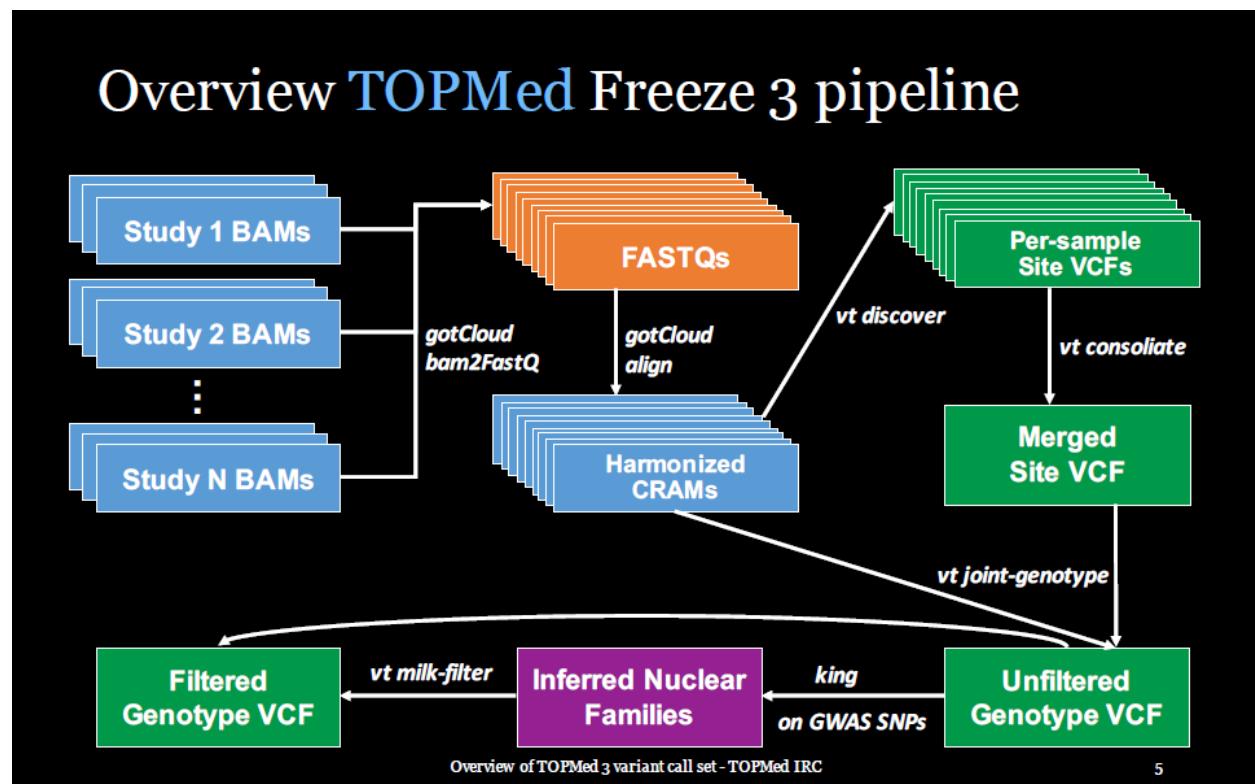 Overview TOPMed Freeze 3 pipeline
Study 1 BAMs
Study 2 BAMs
⋮
Study N BAMs
gotCloud
bam2FastQ
FASTQs
gotCloud
align
Harmonized
CRAMs
vt discover
Per-sample
Site VCFs
vt consoliate
Merged
Site VCF
vt joint-genotype
Filtered
Genotype VCF
vt milk-filter
Inferred Nuclear
Families
king
on GWAS SNPs
Unfiltered
Genotype VCF
Overview of TOPMed 3 variant call set - TOPMed IRC
5